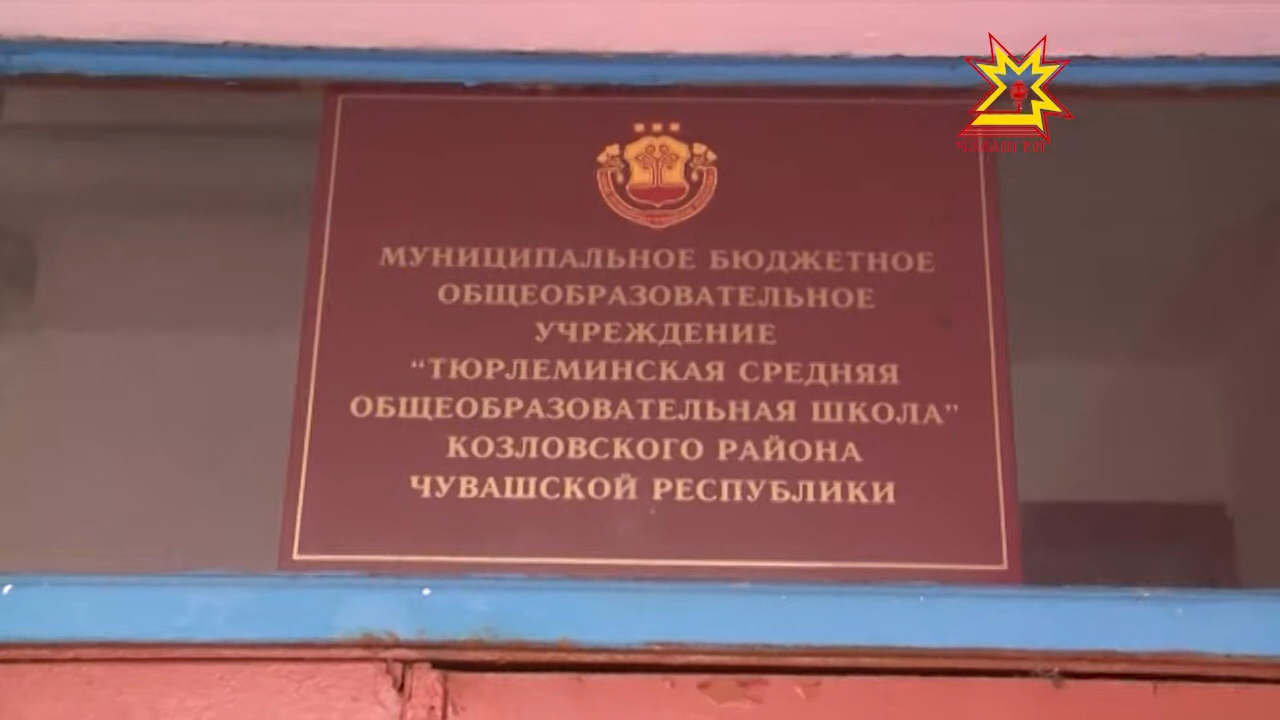 МУНИЦИПАЛЬНОЕ БЮДЖЕТНОЕ
ОБЩЕОБРАЗОВАТЕЛЬНОЕ
УЧРЕЖДЕНИЕ
“ТЮРЛЕМИНСКАЯ СРЕДНЯЯ
ОБЩЕОБРАЗОВАТЕЛЬНАЯ ШКОЛА”
КОЗЛОВСКОГО РАЙОНА
ЧУВАШСКОЙ РЕСПУБЛИКИ